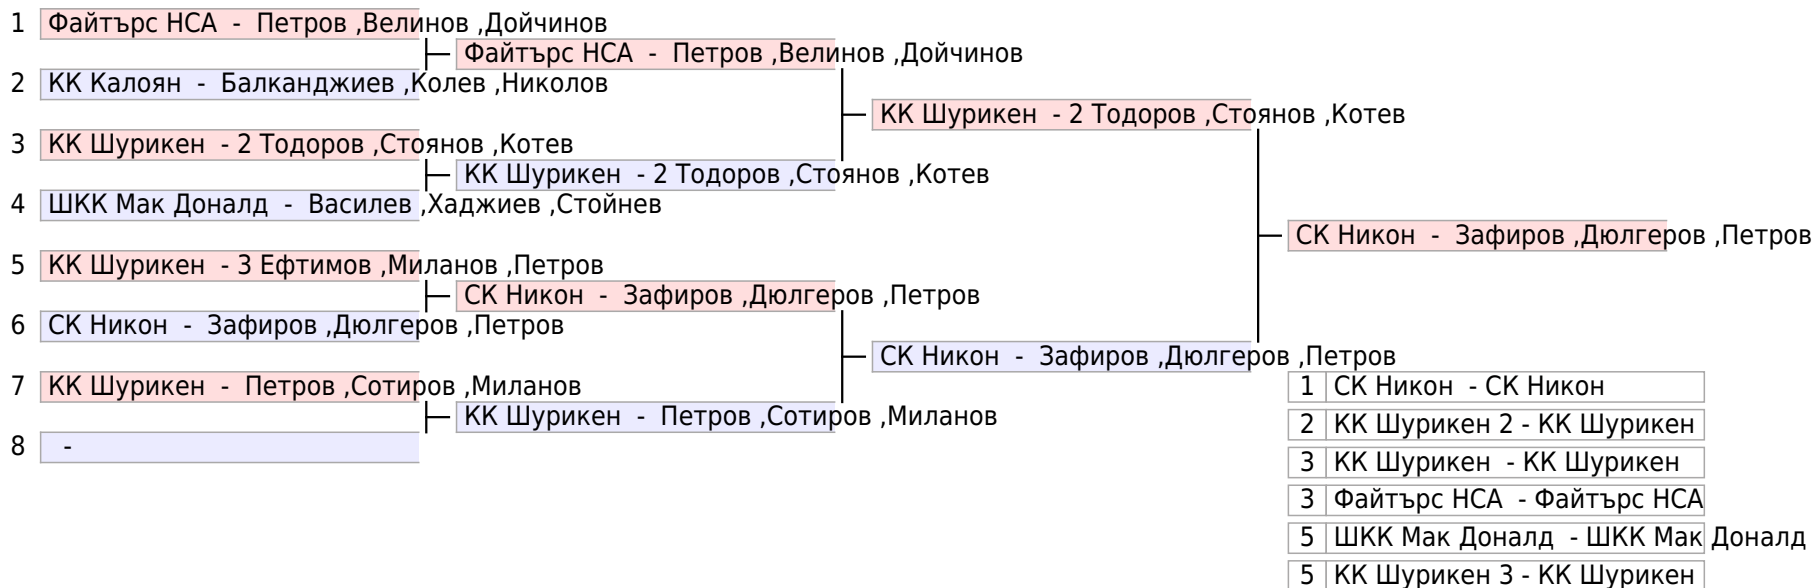 1 Файтърс НСА - Петров ,Велинов ,Дойчинов
Файтърс НСА - Петров ,Велинов ,Дойчинов
2 КК Калоян - Балканджиев ,Колев ,Николов
КК Шурикен - 2 Тодоров ,Стоянов ,Котев
3 КК Шурикен - 2 Тодоров ,Стоянов ,Котев
КК Шурикен - 2 Тодоров ,Стоянов ,Котев
4 ШКК Мак Доналд - Василев ,Хаджиев ,Стойнев
СК Никон - Зафиров ,Дюлгеров ,Петров
5 КК Шурикен - 3 Ефтимов ,Миланов ,Петров
СК Никон - Зафиров ,Дюлгеров ,Петров
6 СК Никон - Зафиров ,Дюлгеров ,Петров
СК Никон - Зафиров ,Дюлгеров ,Петров
7 КК Шурикен - Петров ,Сотиров ,Миланов
КК Шурикен - Петров ,Сотиров ,Миланов
8 -
1 СК Никон - СК Никон
2 КК Шурикен 2 - КК Шурикен
3 КК Шурикен - КК Шурикен
3 Файтърс НСА - Файтърс НСА
5 ШКК Мак Доналд - ШКК Мак Доналд
5 КК Шурикен 3 - КК Шурикен